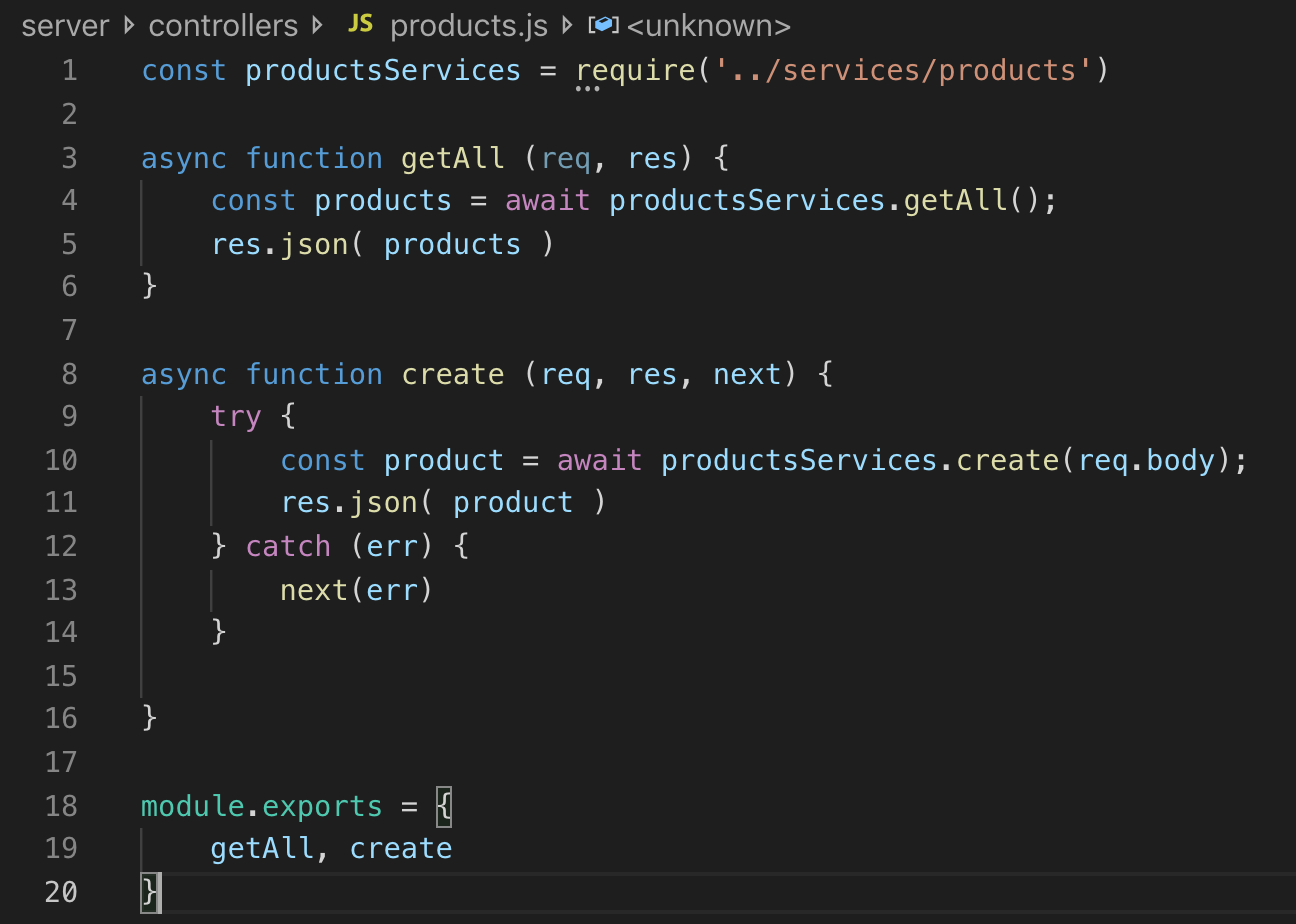 server controllers JS products.js <unknown>
1 const productsServices = require('../services/products')
2
3 async function getAll (req, res) {
4     const products = await productsServices.getAll();
5     res.json( products )
6 }
7
8 async function create (req, res, next) {
9     try {
10         const product = await productsServices.create(req.body);
11         res.json( product )
12     } catch (err) {
13         next(err)
14     }
15
16 }
17
18 module.exports = {
19     getAll, create
20 }